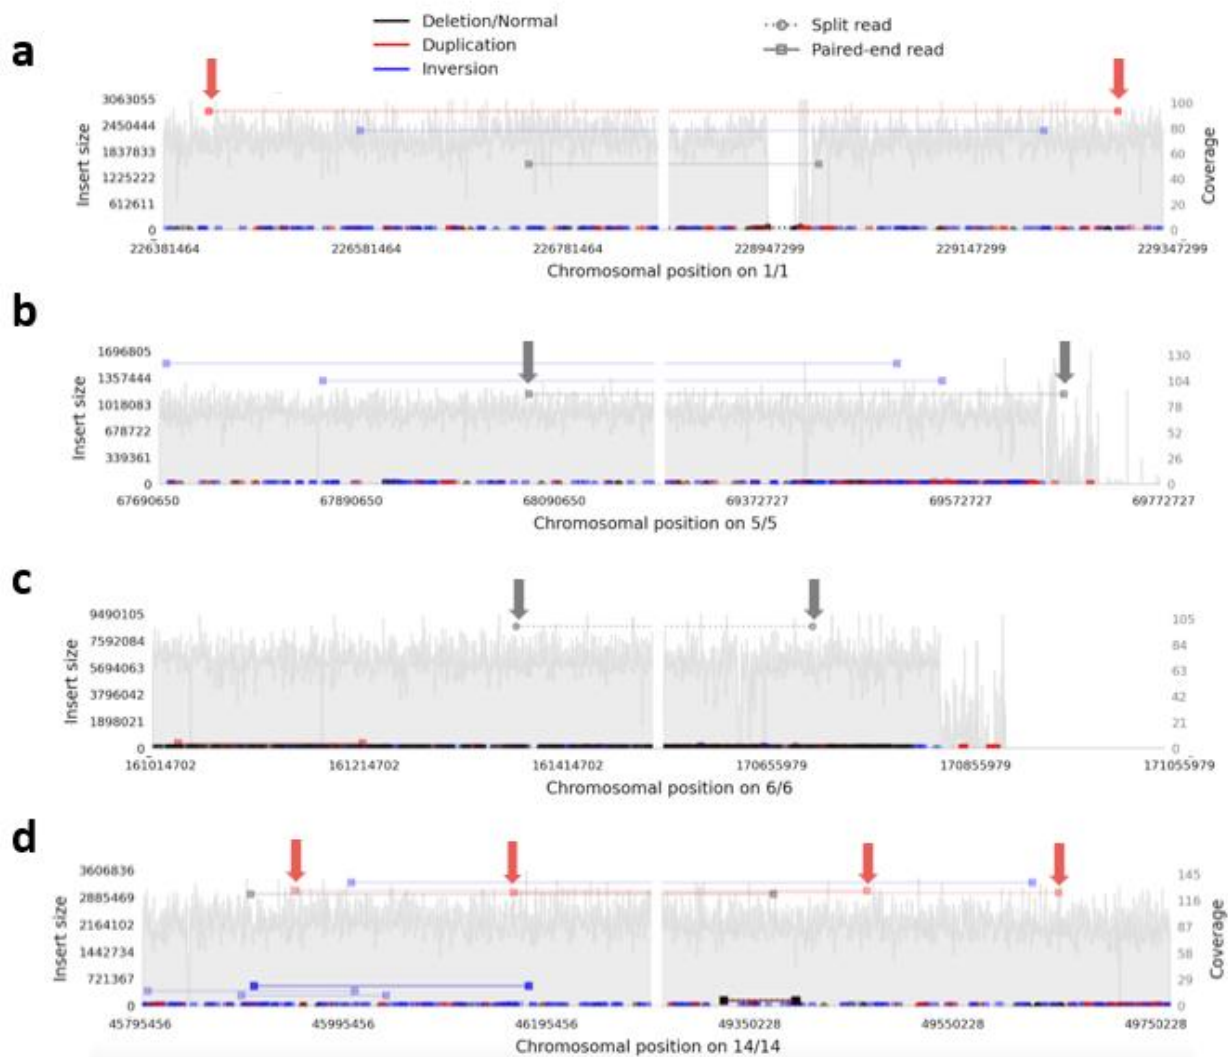 a
Deletion/Normal
Duplication
Inversion
Split read
Paired-end read
Insert size
3063055
2450444
1837833
1225222
612611
0
100
80
60
40
20
0
Coverage
226381464 226581464 226781464 228947299 229147299 229347299
Chromosomal position on 1/1
b
Insert size
1696805
1357444
1018083
678722
339361
0
130
104
78
52
26
0
67690650 67890650 68090650 69372727 69572727 69772727
Chromosomal position on 5/5
c
Insert size
9490105
7592084
5694063
3796042
1898021
0
105
84
63
42
21
0
161014702 161214702 161414702 170655979 170855979 171055979
Chromosomal position on 6/6
d
Insert size
3606836
2885469
2164102
1442734
721367
0
145
116
87
58
29
0
Coverage
45795456 45995456 46195456 49350228 49550228 49750228
Chromosomal position on 14/14